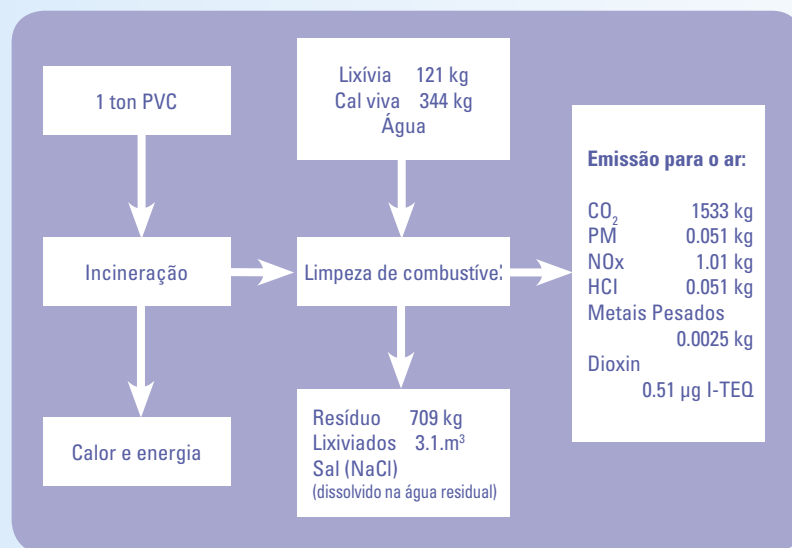 1 ton PVC
Lixívia 121 kg
Cal viva 344 kg
Água
Incineração
Limpeza de combustível
Calor e energia
Resíduo 709 kg
Lixiviados 3.1.m³
Sal (NaCl)
(dissolvido na água residual)
Emissão para o ar:
CO₂ 1533 kg
PM 0.051 kg
NOx 1.01 kg
HCl 0.051 kg
Metais Pesados
0.0025 kg
Dioxin
0.51 µg I-TEQ